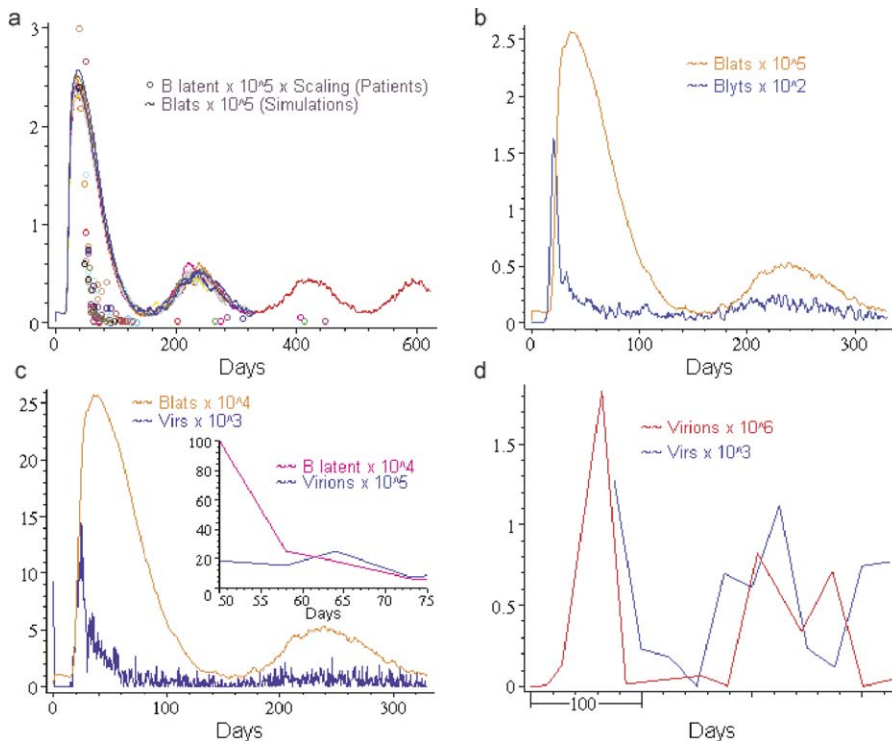 a
3
2
1
0
B latent x 10^5 x Scaling (Patients)
~ Blats x 10^5 (Simulations)
0
200
400
600
Days
b
2.5
2
1.5
1
0.5
0
~~ Blats x 10^5
~~ Blyts x 10^2
0
100
200
300
Days
c
25
20
15
10
5
0
~~ Blats x 10^4
~~ Virs x 10^3
100
80
60
40
20
0
~~ B latent x 10^4
~~ Virions x 10^5
50
55
60
65
70
75
Days
0
100
200
300
Days
d
1.5
1
0.5
0
~~ Virions x 10^6
~~ Virs x 10^3
100
Days